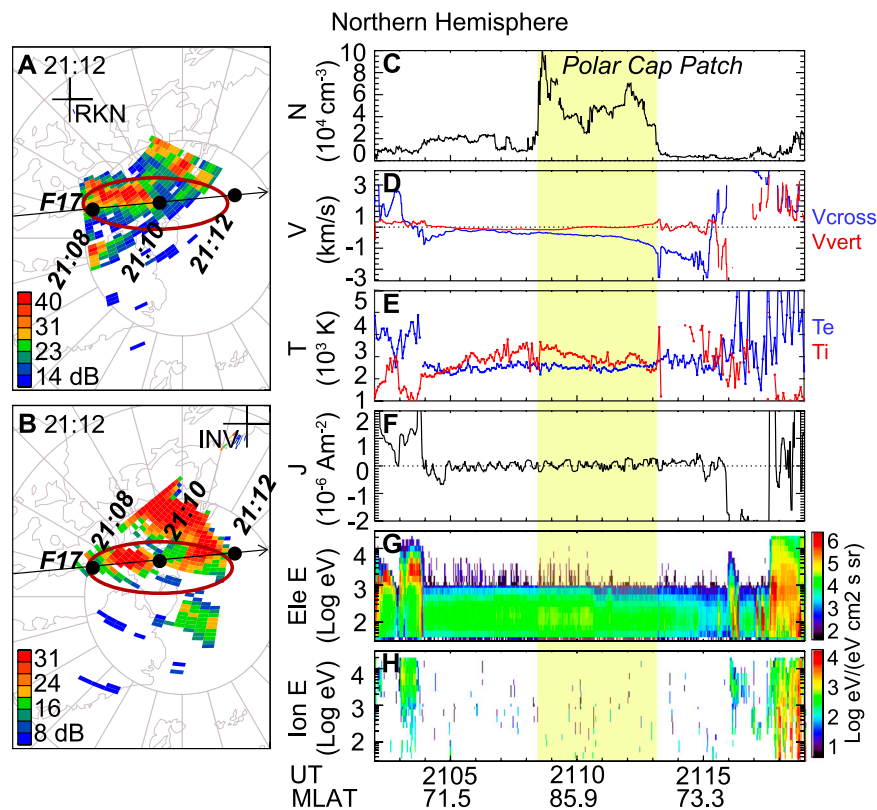 Northern Hemisphere
A 21:12
RKN
F17
21:08
21:10
21:12
40
31
23
14 dB
B 21:12
INV
F17
21:08
21:10
21:12
31
24
16
8 dB
C
Polar Cap Patch
N
(10⁴ cm⁻³)
10
8
6
4
2
0
D
V
(km/s)
3
1
-1
-3
Vcross
Vvert
E
T
(10³ K)
5
4
3
2
1
Te
Ti
F
J
(10⁻⁶ Am⁻²)
2
1
0
-1
-2
G
Ele E
(Log eV)
4
3
2
6
5
4
3
2
H
Ion E
(Log eV)
4
3
2
4
3
2
1
Log eV/(eV cm2 s sr)
UT 2105 2110 2115
MLAT 71.5 85.9 73.3